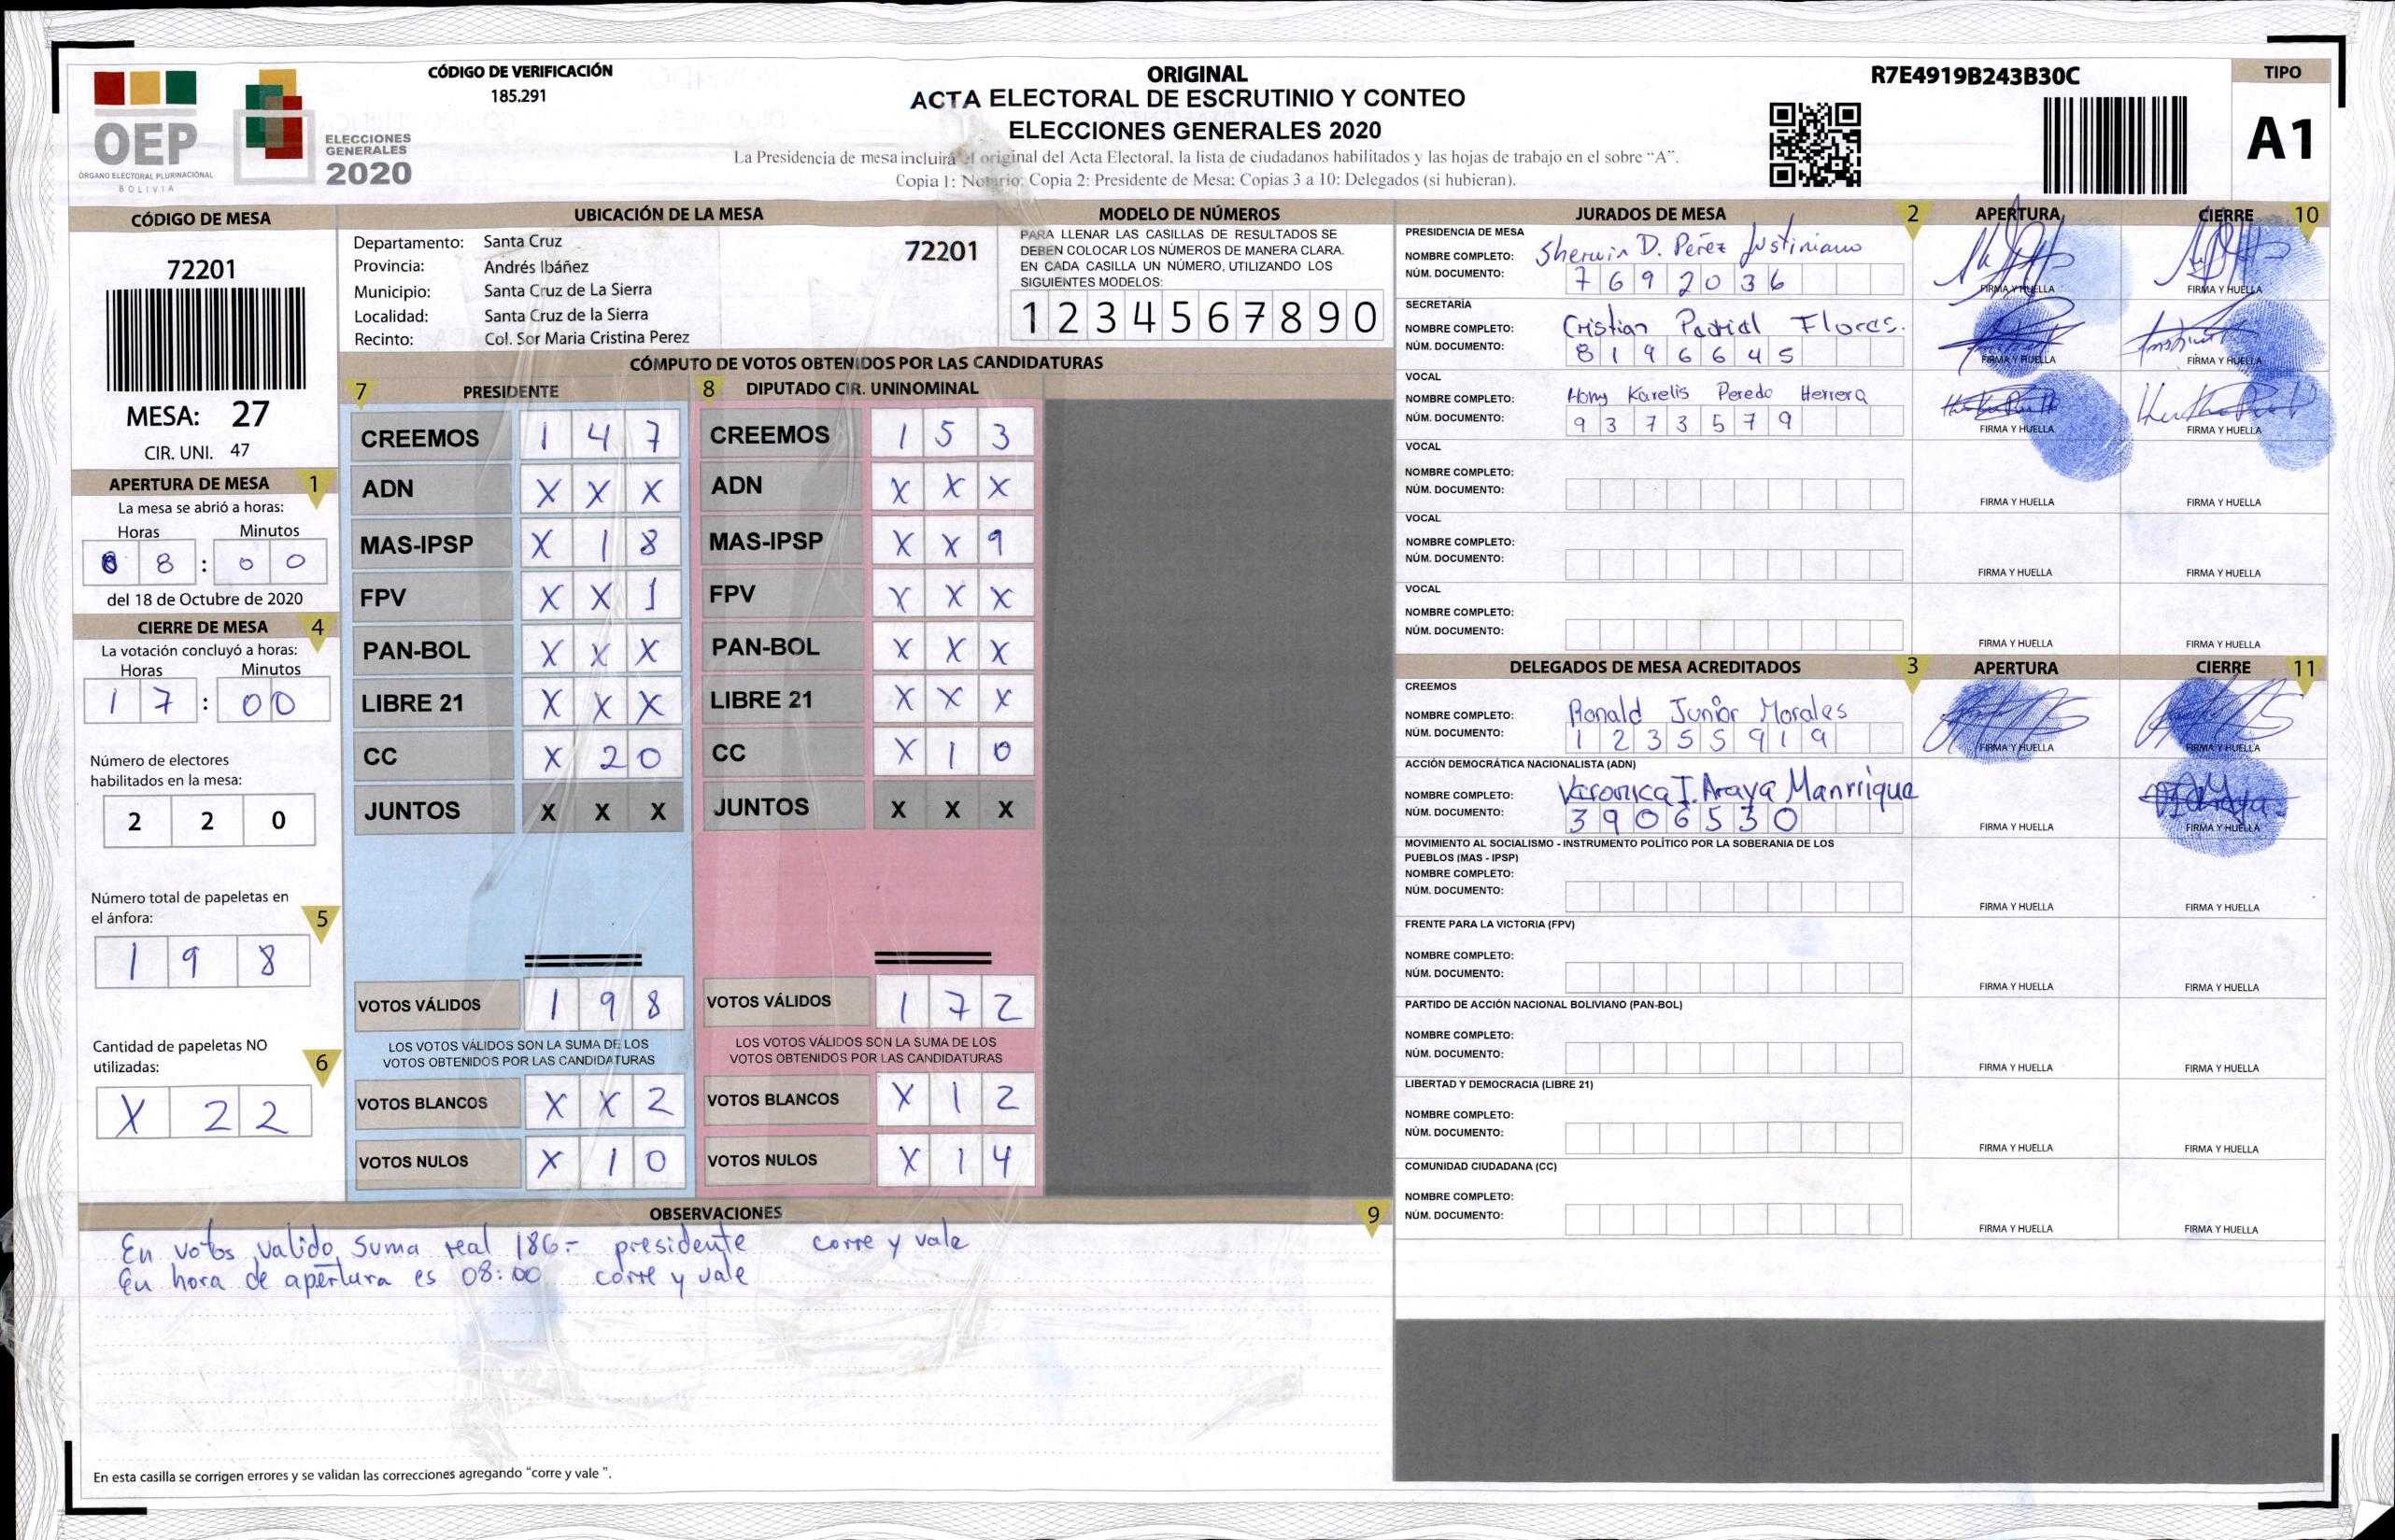 OEP
ÓRGANO ELECTORAL PLURINACIONAL
BOLIVIA
ELECCIONES
GENERALES
2020
CÓDIGO DE VERIFICACIÓN
185.291
ORIGINAL
ACTA ELECTORAL DE ESCRUTINIO Y CONTEO
ELECCIONES GENERALES 2020
La Presidencia de mesa incluirá el original del Acta Electoral, la lista de ciudadanos habilitados y las hojas de trabajo en el sobre "A".
Copia 1: Notario; Copia 2: Presidente de Mesa; Copias 3 a 10: Delegados (si hubieran).
R7E4919B243B30C
TIPO
A1
CÓDIGO DE MESA
72201
MESA: 27
CIR. UNI. 47
APERTURA DE MESA 1
La mesa se abrió a horas:
Horas Minutos
0 8 : 0 0
del 18 de Octubre de 2020
CIERRE DE MESA 4
La votación concluyó a horas:
Horas Minutos
1 7 : 0 0
Número de electores
habilitados en la mesa:
2 2 0
Número total de papeletas en
el ánfora: 5
1 9 8
Cantidad de papeletas NO
utilizadas: 6
X 2 2
UBICACIÓN DE LA MESA
Departamento: Santa Cruz 72201
Provincia: Andrés Ibáñez
Municipio: Santa Cruz de La Sierra
Localidad: Santa Cruz de la Sierra
Recinto: Col. Sor Maria Cristina Perez
MODELO DE NÚMEROS
PARA LLENAR LAS CASILLAS DE RESULTADOS SE
DEBEN COLOCAR LOS NÚMEROS DE MANERA CLARA.
EN CADA CASILLA UN NÚMERO, UTILIZANDO LOS
SIGUIENTES MODELOS:
1 2 3 4 5 6 7 8 9 0
CÓMPUTO DE VOTOS OBTENIDOS POR LAS CANDIDATURAS
7 PRESIDENTE
CREEMOS 1 4 7
ADN X X X
MAS-IPSP X 1 8
FPV X X 1
PAN-BOL X X X
LIBRE 21 X X X
CC X 2 0
JUNTOS X X X
VOTOS VÁLIDOS 1 9 8
LOS VOTOS VÁLIDOS SON LA SUMA DE LOS
VOTOS OBTENIDOS POR LAS CANDIDATURAS
VOTOS BLANCOS X X 2
VOTOS NULOS X 1 0
8 DIPUTADO CIR. UNINOMINAL
CREEMOS 1 5 3
ADN X X X
MAS-IPSP X X 9
FPV X X X
PAN-BOL X X X
LIBRE 21 X X X
CC X 1 0
JUNTOS X X X
VOTOS VÁLIDOS 1 7 2
LOS VOTOS VÁLIDOS SON LA SUMA DE LOS
VOTOS OBTENIDOS POR LAS CANDIDATURAS
VOTOS BLANCOS X 1 2
VOTOS NULOS X 1 4
OBSERVACIONES 9
En votos valido suma real 186.- presidente corre y vale
En hora de apertura es 08:00 corre y vale
En esta casilla se corrigen errores y se validan las correcciones agregando "corre y vale ".
JURADOS DE MESA 2 APERTURA CIERRE 10
PRESIDENCIA DE MESA
NOMBRE COMPLETO: Sherwin D. Pérez Justiniano
NÚM. DOCUMENTO: 7 6 9 2 0 3 6
FIRMA Y HUELLA FIRMA Y HUELLA
SECRETARÍA
NOMBRE COMPLETO: Cristian Padrial Flores.
NÚM. DOCUMENTO: 8 1 9 6 6 4 5
FIRMA Y HUELLA FIRMA Y HUELLA
VOCAL
NOMBRE COMPLETO: Karelis Peredo Herrera
NÚM. DOCUMENTO: 9 3 7 3 5 7 9
FIRMA Y HUELLA FIRMA Y HUELLA
VOCAL
NOMBRE COMPLETO:
NÚM. DOCUMENTO:
FIRMA Y HUELLA FIRMA Y HUELLA
VOCAL
NOMBRE COMPLETO:
NÚM. DOCUMENTO:
FIRMA Y HUELLA FIRMA Y HUELLA
VOCAL
NOMBRE COMPLETO:
NÚM. DOCUMENTO:
FIRMA Y HUELLA FIRMA Y HUELLA
DELEGADOS DE MESA ACREDITADOS 3 APERTURA CIERRE 11
CREEMOS
NOMBRE COMPLETO: Ronald Junior Morales
NÚM. DOCUMENTO: 1 2 3 5 5 9 1 9
FIRMA Y HUELLA FIRMA Y HUELLA
ACCIÓN DEMOCRÁTICA NACIONALISTA (ADN)
NOMBRE COMPLETO: Veronica I. Araya Manrrique
NÚM. DOCUMENTO: 3 9 0 6 5 3 0
FIRMA Y HUELLA FIRMA Y HUELLA
MOVIMIENTO AL SOCIALISMO - INSTRUMENTO POLÍTICO POR LA SOBERANIA DE LOS
PUEBLOS (MAS - IPSP)
NOMBRE COMPLETO:
NÚM. DOCUMENTO:
FIRMA Y HUELLA FIRMA Y HUELLA
FRENTE PARA LA VICTORIA (FPV)
NOMBRE COMPLETO:
NÚM. DOCUMENTO:
FIRMA Y HUELLA FIRMA Y HUELLA
PARTIDO DE ACCIÓN NACIONAL BOLIVIANO (PAN-BOL)
NOMBRE COMPLETO:
NÚM. DOCUMENTO:
FIRMA Y HUELLA FIRMA Y HUELLA
LIBERTAD Y DEMOCRACIA (LIBRE 21)
NOMBRE COMPLETO:
NÚM. DOCUMENTO:
FIRMA Y HUELLA FIRMA Y HUELLA
COMUNIDAD CIUDADANA (CC)
NOMBRE COMPLETO:
NÚM. DOCUMENTO:
FIRMA Y HUELLA FIRMA Y HUELLA